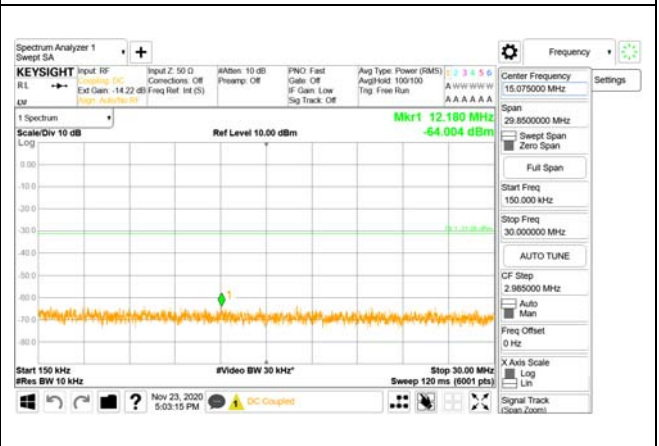 Spectrum Analyzer 1
Swept SA
Frequency
KEYSIGHT
RL
Input: RF
Coupling: DC
Ext Gain: -14.22 dB
Align: Auto/No RF
Input Z: 50 Ω
Corrections: Off
Freq Ref: Int (S)
#Atten: 10 dB
Preamp: Off
PNO: Fast
Gate: Off
IF Gain: Low
Sig Track: Off
Avg Type: Power (RMS)
Avg|Hold: 100/100
Trig: Free Run
1 2 3 4 5 6
A W W W W W
A A A A A A
1 Spectrum
Scale/Div 10 dB
Ref Level 10.00 dBm
Mkr1 12.180 MHz
-64.004 dBm
Log
0.00
-10.0
-20.0
-30.0
-40.0
-50.0
-60.0
-70.0
-80.0
1
Start 150 kHz
#Res BW 10 kHz
#Video BW 30 kHz*
Stop 30.00 MHz
Sweep 120 ms (6001 pts)
Nov 23, 2020
5:03:15 PM
DC Coupled
Center Frequency
15.075000 MHz
Settings
Span
29.8500000 MHz
Swept Span
Zero Span
Full Span
Start Freq
150.000 kHz
Stop Freq
30.000000 MHz
AUTO TUNE
CF Step
2.985000 MHz
Auto
Man
Freq Offset
0 Hz
X Axis Scale
Log
Lin
Signal Track
(Span Zoom)